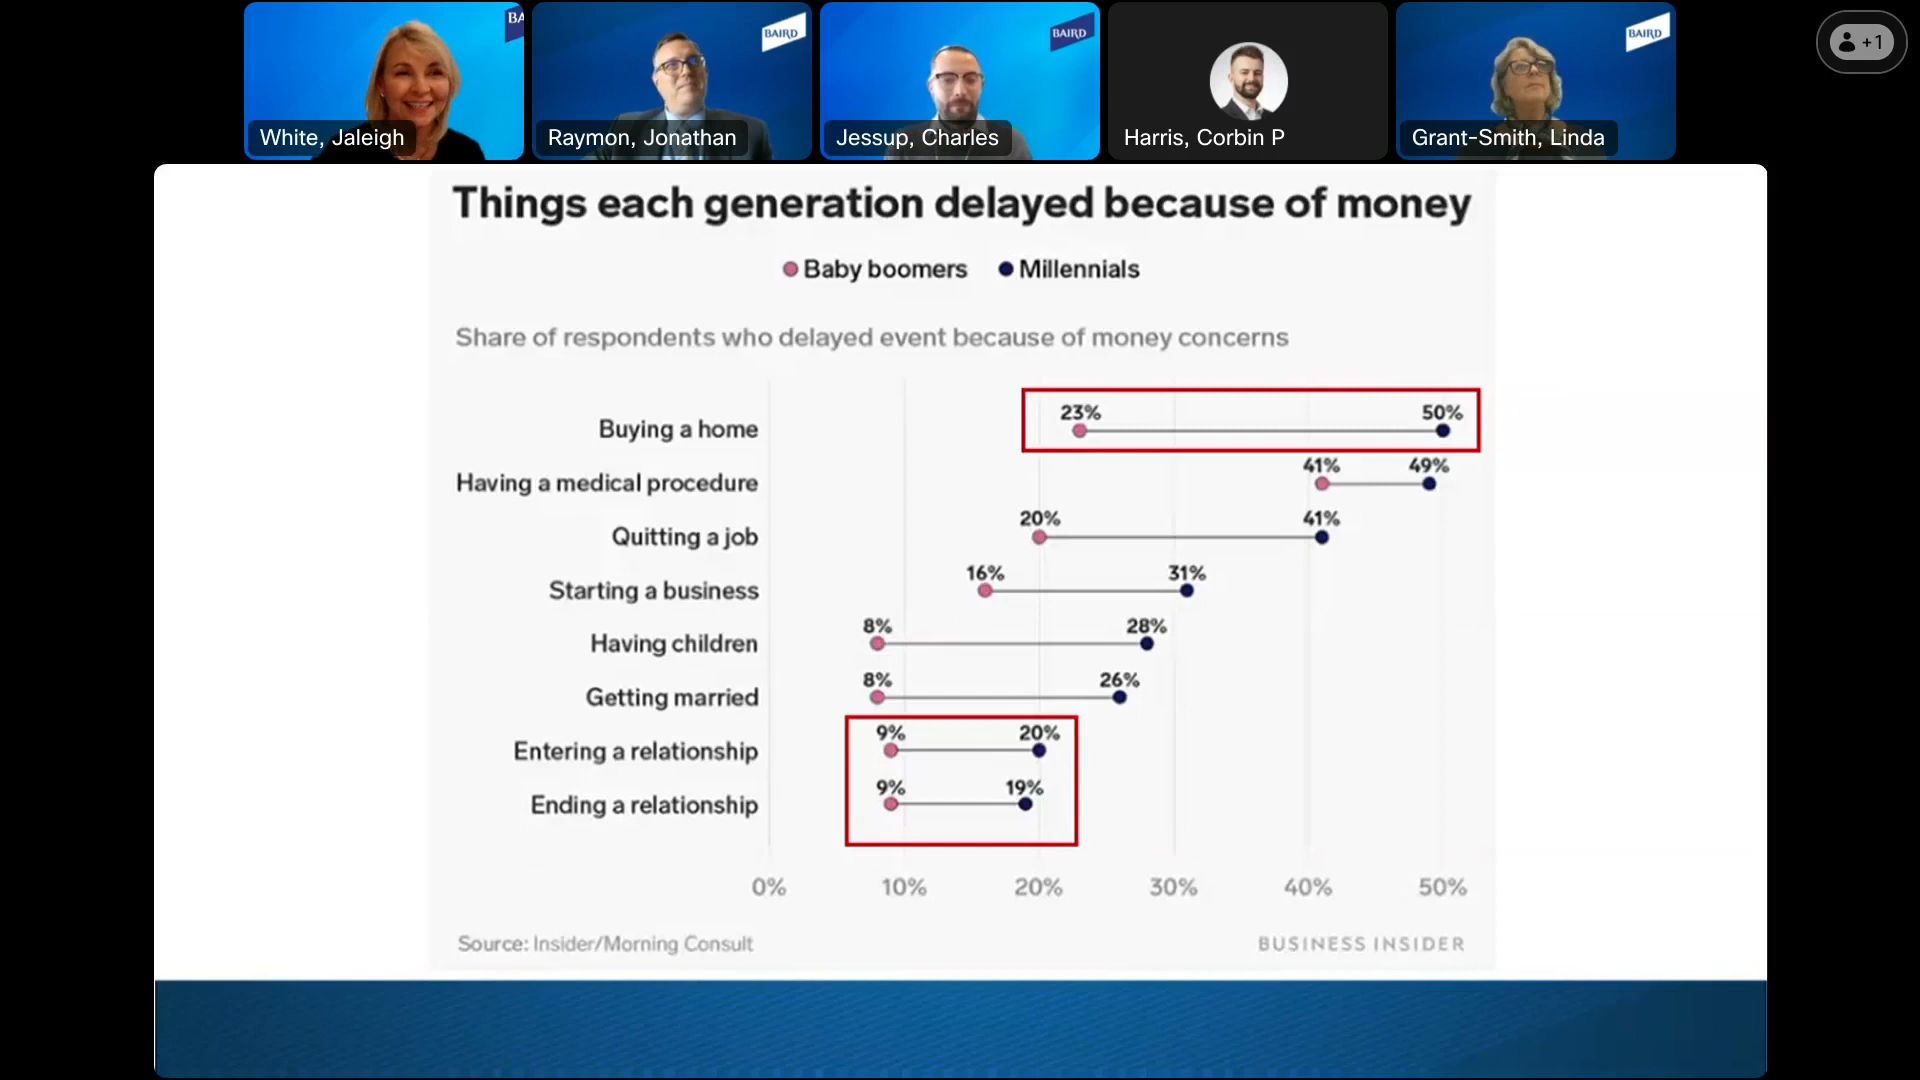 BA
BAIRD
BAIRD
BAIRD
+1
White, Jaleigh
Raymon, Jonathan
Jessup, Charles
Harris, Corbin P
Grant-Smith, Linda
Things each generation delayed because of money
Baby boomers
Millennials
Share of respondents who delayed event because of money concerns
Buying a home
23%
50%
Having a medical procedure
41%
49%
Quitting a job
20%
41%
Starting a business
16%
31%
Having children
8%
28%
Getting married
8%
26%
Entering a relationship
9%
20%
Ending a relationship
9%
19%
0%
10%
20%
30%
40%
50%
Source: Insider/Morning Consult
BUSINESS INSIDER